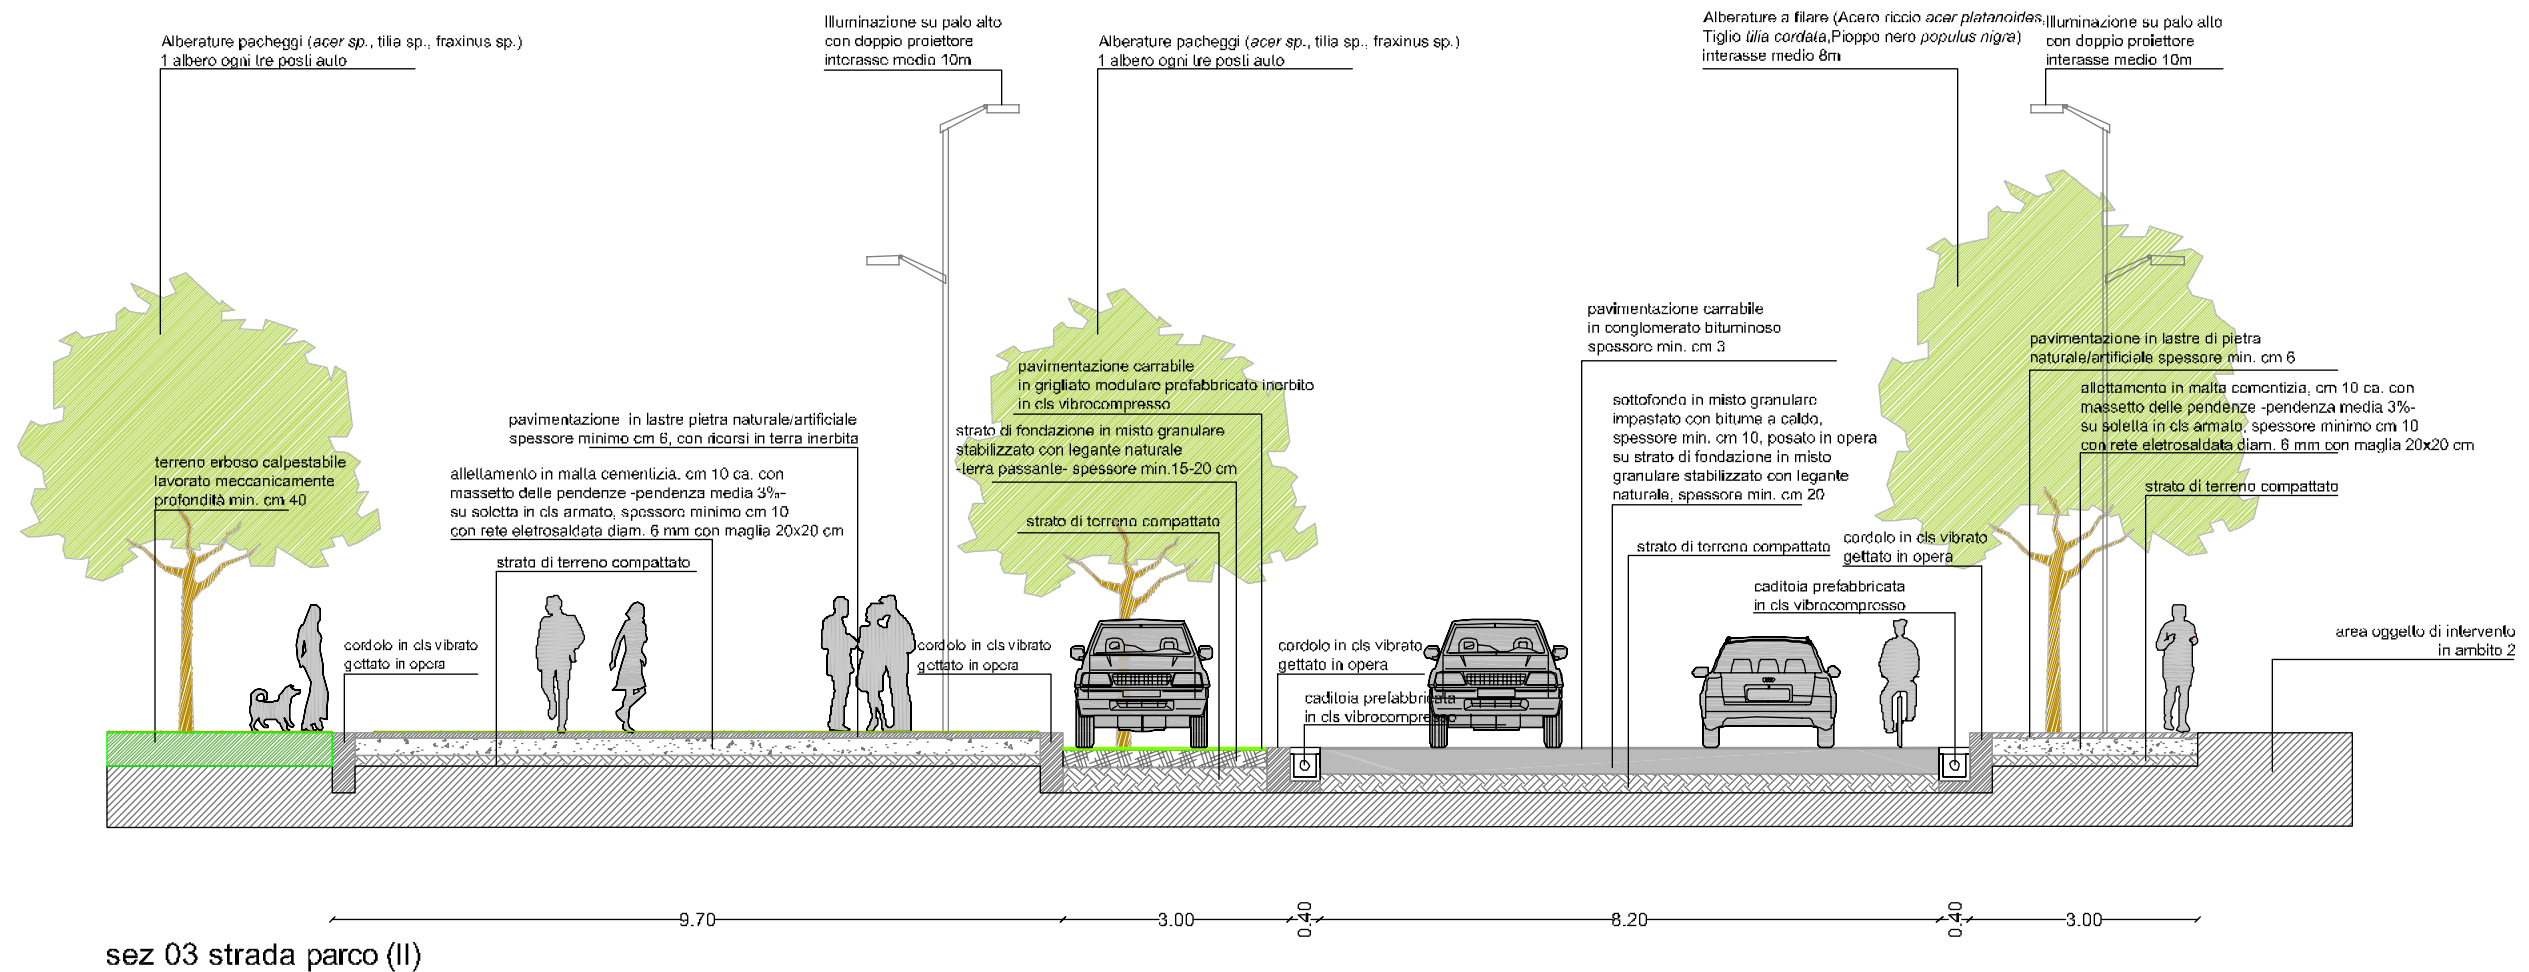 Alberature pacheggi (acer sp., tilia sp., fraxinus sp.)
1 albero ogni tre posti auto
Illuminazione su palo alto
con doppio proiettore
interasse medio 10m
Alberature pacheggi (acer sp., tilia sp., fraxinus sp.)
1 albero ogni tre posti auto
Alberature a filare (Acero riccio acer platanoides,
Tiglio tilia cordata,Pioppo nero populus nigra)
interasse medio 8m
Illuminazione su palo alto
con doppio proiettore
interasse medio 10m
terreno erboso calpestabile
lavorato meccanicamente
profondità min. cm 40
pavimentazione in lastre pietra naturale/artificiale
spessore minimo cm 6, con ricorsi in terra inerbita
allettamento in malta cementizia, cm 10 ca. con
massetto delle pendenze -pendenza media 3%-
su soletta in cls armato, spessore minimo cm 10
con rete eletrosaldata diam. 6 mm con maglia 20x20 cm
strato di terreno compattato
cordolo in cls vibrato
gettato in opera
cordolo in cls vibrato
gettato in opera
pavimentazione carrabile
in grigliato modulare prefabbricato inerbito
in cls vibrocompresso
strato di fondazione in misto granulare
stabilizzato con legante naturale
-terra passante- spessore min.15-20 cm
strato di terreno compattato
cordolo in cls vibrato
gettato in opera
caditoia prefabbricata
in cls vibrocompresso
pavimentazione carrabile
in conglomerato bituminoso
spessore min. cm 3
sottofondo in misto granulare
impastato con bitume a caldo,
spessore min. cm 10, posato in opera
su strato di fondazione in misto
granulare stabilizzato con legante
naturale, spessore min. cm 20
strato di terreno compattato
cordolo in cls vibrato
gettato in opera
caditoia prefabbricata
in cls vibrocompresso
pavimentazione in lastre di pietra
naturale/artificiale spessore min. cm 6
allettamento in malta cementizia, cm 10 ca. con
massetto delle pendenze -pendenza media 3%-
su soletta in cls armato, spessore minimo cm 10
con rete eletrosaldata diam. 6 mm con maglia 20x20 cm
strato di terreno compattato
area oggetto di intervento
in ambito 2
9.70
3.00
0.40
8.20
0.40
3.00
sez 03 strada parco (II)